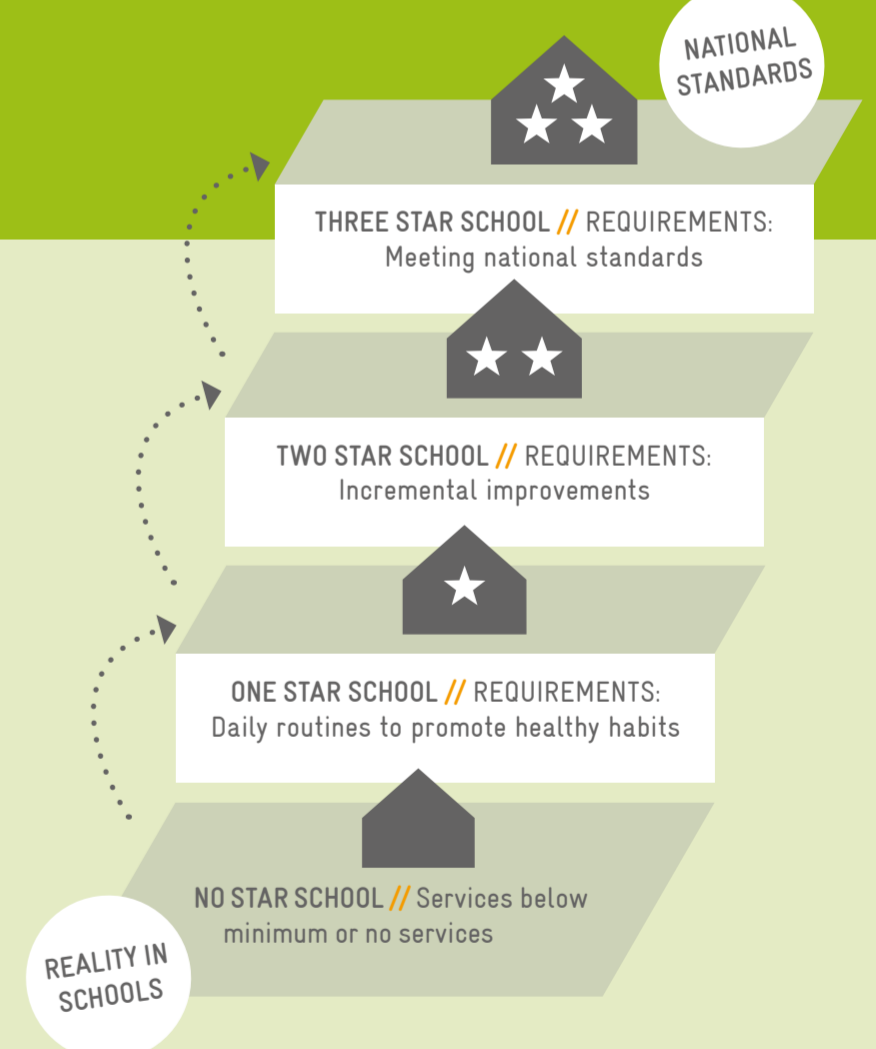 NATIONAL
STANDARDS
THREE STAR SCHOOL // REQUIREMENTS:
Meeting national standards
TWO STAR SCHOOL // REQUIREMENTS:
Incremental improvements
ONE STAR SCHOOL // REQUIREMENTS:
Daily routines to promote healthy habits
NO STAR SCHOOL // Services below
minimum or no services
REALITY IN
SCHOOLS